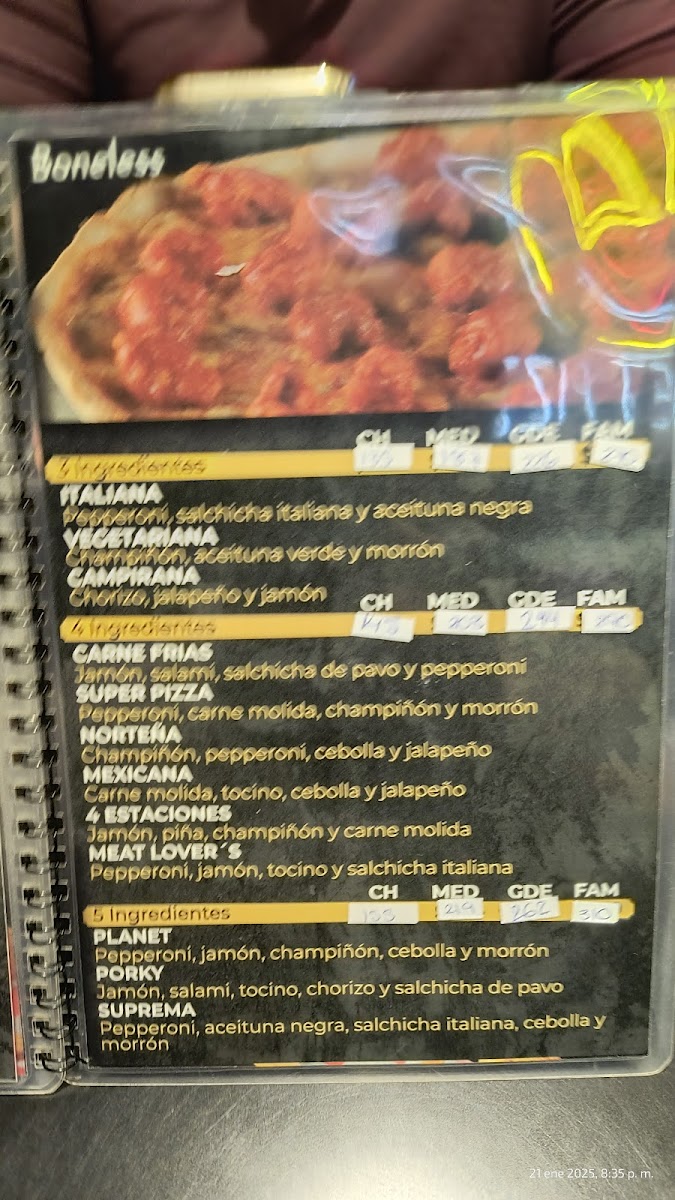 Boneless
CH MED GDE FAM
3 Ingredientes
ITALIANA
Pepperoni, salchicha italiana y aceituna negra
VEGETARIANA
Champiñón, aceituna verde y morrón
CAMPIRANA
Chorizo, jalapeño y jamón
CH MED GDE FAM
4 Ingredientes
CARNE FRIAS
Jamón, salami, salchicha de pavo y pepperoni
SUPER PIZZA
Pepperoni, carne molida, champiñón y morrón
NORTEÑA
Champiñón, pepperoni, cebolla y jalapeño
MEXICANA
Carne molida, tocino, cebolla y jalapeño
4 ESTACIONES
Jamón, piña, champiñón y carne molida
MEAT LOVER´S
Pepperoni, jamón, tocino y salchicha italiana
CH MED GDE FAM
5 Ingredientes 219 262 310
PLANET
Pepperoni, jamón, champiñón, cebolla y morrón
PORKY
Jamón, salami, tocino, chorizo y salchicha de pavo
SUPREMA
Pepperoni, aceituna negra, salchicha italiana, cebolla y
morrón
21 ene 2025, 8:35 p. m.